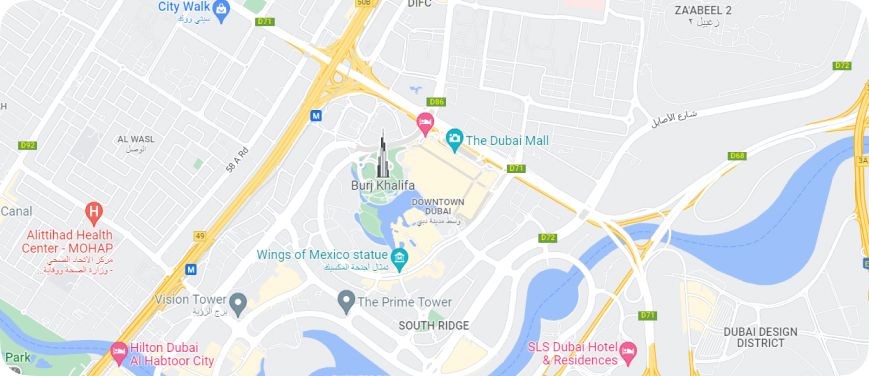 City Walk
سيتي ووك
D71
50B
DIFC
ZA'ABEEL 2
زعبيل ٢
D72
D86
شارع الأصايل
AL WASL
الوصل
M
The Dubai Mall
D92
58 A Rd
D71
D68
3A
Burj Khalifa
DOWNTOWN
DUBAI
وسط مدينة دبي
Canal
H
Alittihad Health
Center - MOHAP
مركز الاتحاد الصحي
- وزارة الصحة ووقاية
49
M
D72
Wings of Mexico statue
تمثال أجنحة المكسيك
Vision Tower
برج الرؤية
The Prime Tower
SOUTH RIDGE
D71
DUBAI DESIGN
DISTRICT
Park
Hilton Dubai
Al Habtoor City
SLS Dubai Hotel
& Residences